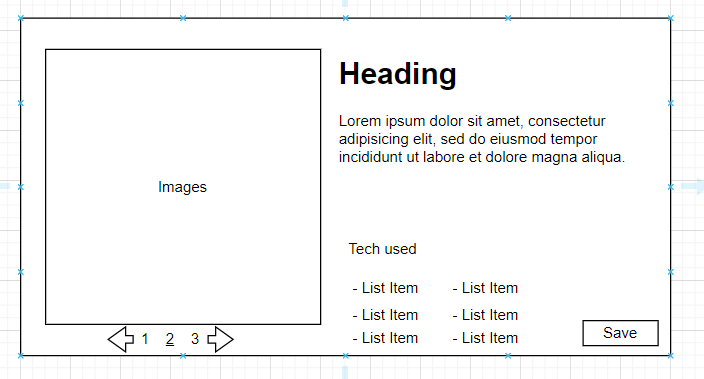 Heading
Lorem ipsum dolor sit amet, consectetur
adipisicing elit, sed do eiusmod tempor
incididunt ut labore et dolore magna aliqua.
Images
Tech used
- List Item - List Item
- List Item - List Item
- List Item - List Item
1 2 3
Save